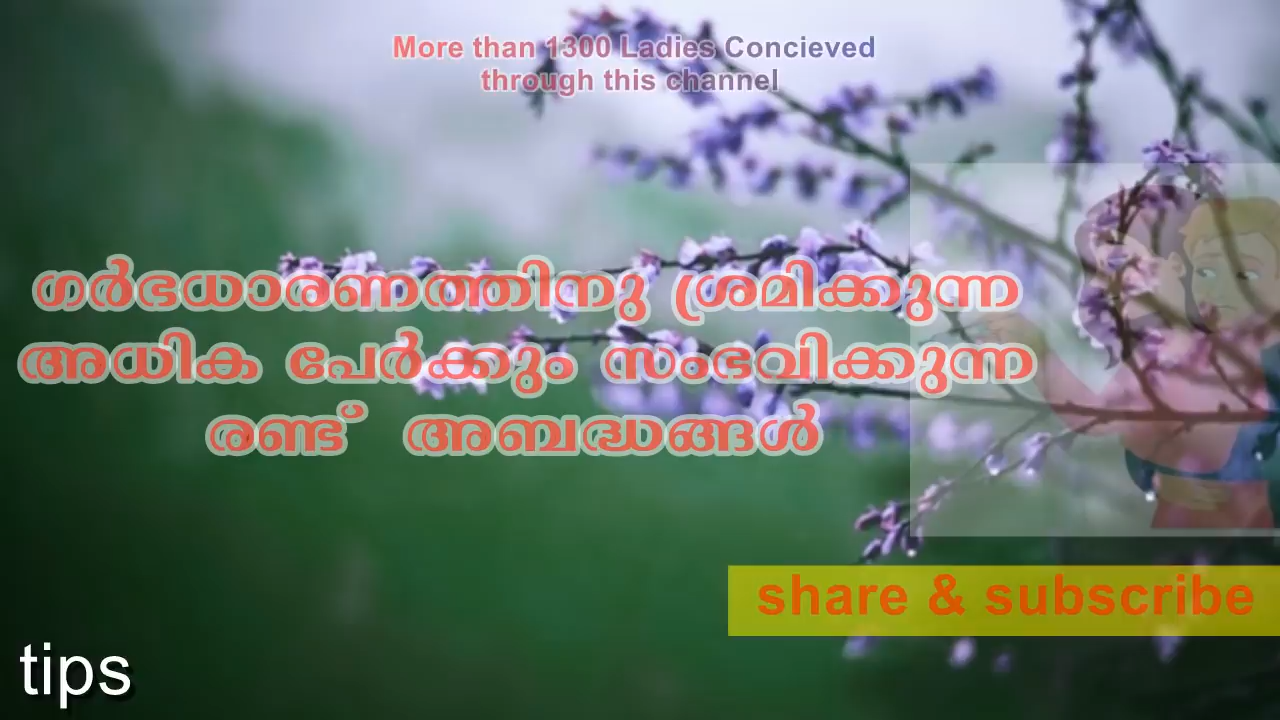 More than 1300 Ladies Concieved
through this channel
ഗർഭധാരണത്തിനു ശ്രമിക്കുന്ന
അധിക പേർക്കും സംഭവിക്കുന്ന
രണ്ട് അബദ്ധങ്ങൾ
share & subscribe
tips